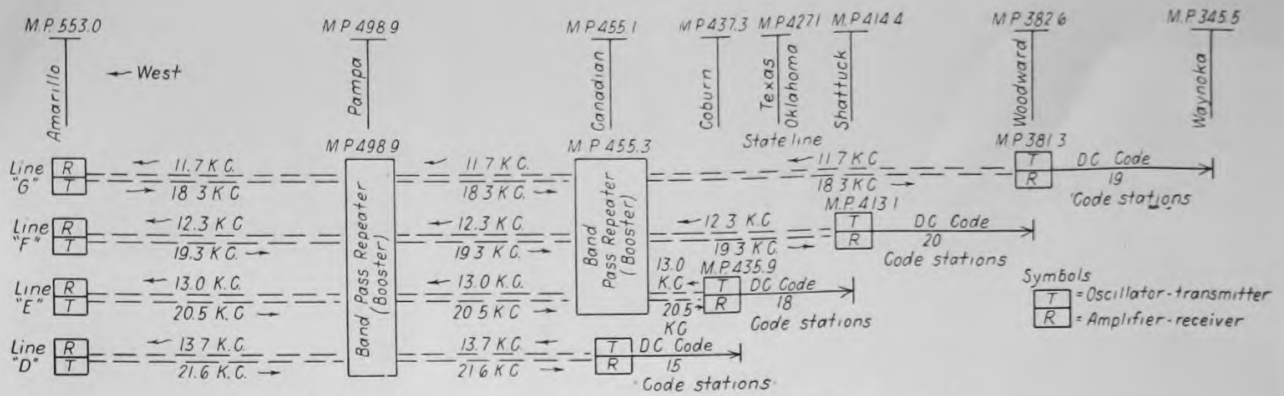 M.P. 553.0
M P 498 9
M P. 455.1
M P 437.3
M P.427.1
M.P.414.4
M P 382 6
M.P. 345.5
Amarillo
← West
Pampa
Canadian
Coburn
Texas
Oklahoma
Shattuck
Woodward
Waynoka
State line
M P 498 9
M P 455.3
M P 381 3
Line "G"
R
T
11.7 K C.
18 3 K C
11 7 K C.
18.3 K C.
11 7 K C
18 3 K C.
T
R
DC Code
19
Code stations
M.P. 413 1
Line "F"
R
T
12.3 K C
19.3 K C.
12.3 K C.
19 3 K C.
12 3 K C.
19 3 K C.
T
R
DC Code
20
Code stations
Line "E"
R
T
13.0 K C.
20.5 K. C.
13.0 K C.
20 5 K C
13.0
K.C
20.5
KC
M.P. 435.9
T
R
DC Code
18
Code stations
Line "D"
R
T
13.7 K C.
21.6 K C.
13.7 K C.
21 6 K C
T
R
DC Code
15
Code stations
Band Pass Repeater
(Booster)
Band
Pass Repeater
(Booster)
Symbols
T = Oscillator-transmitter
R = Amplifier-receiver